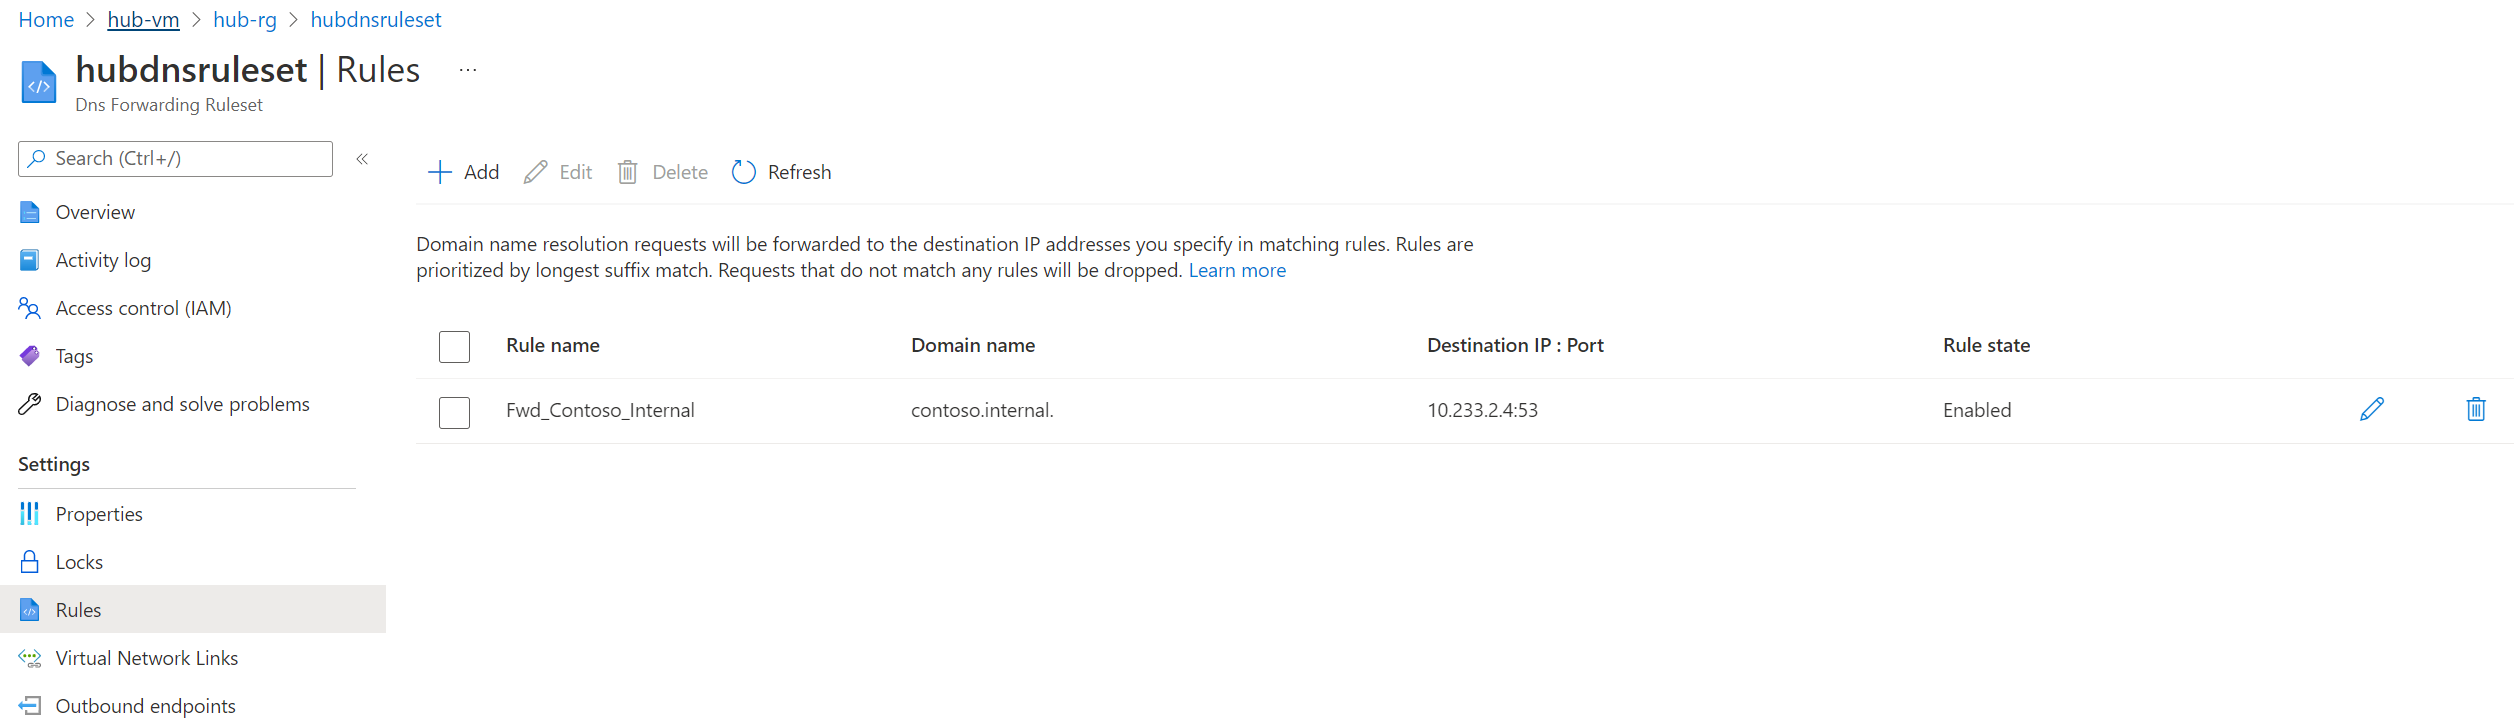 Home > hub-vm > hub-rg > hubdnsruleset
hubdnsruleset | Rules ...
Dns Forwarding Ruleset
Search (Ctrl+/) «
Overview
Activity log
Access control (IAM)
Tags
Diagnose and solve problems
Settings
Properties
Locks
Rules
Virtual Network Links
Outbound endpoints
Add Edit Delete Refresh
Domain name resolution requests will be forwarded to the destination IP addresses you specify in matching rules. Rules are
prioritized by longest suffix match. Requests that do not match any rules will be dropped. Learn more
Rule name Domain name Destination IP : Port Rule state
Fwd_Contoso_Internal contoso.internal. 10.233.2.4:53 Enabled